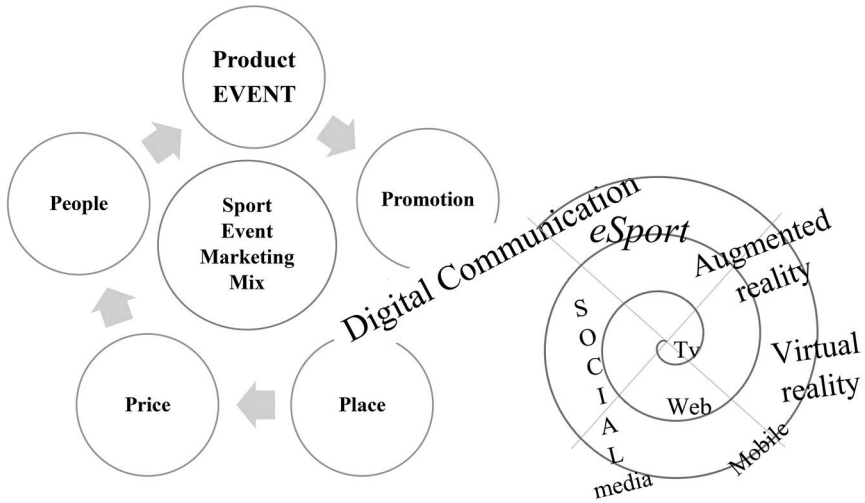 Product
EVENT
People
Promotion
Sport
Event
Marketing
Mix
Price
Place
Digital Communication
eSport
Augmented
reality
SOCIAL
media
Tv
Web
Virtual
reality
Mobile